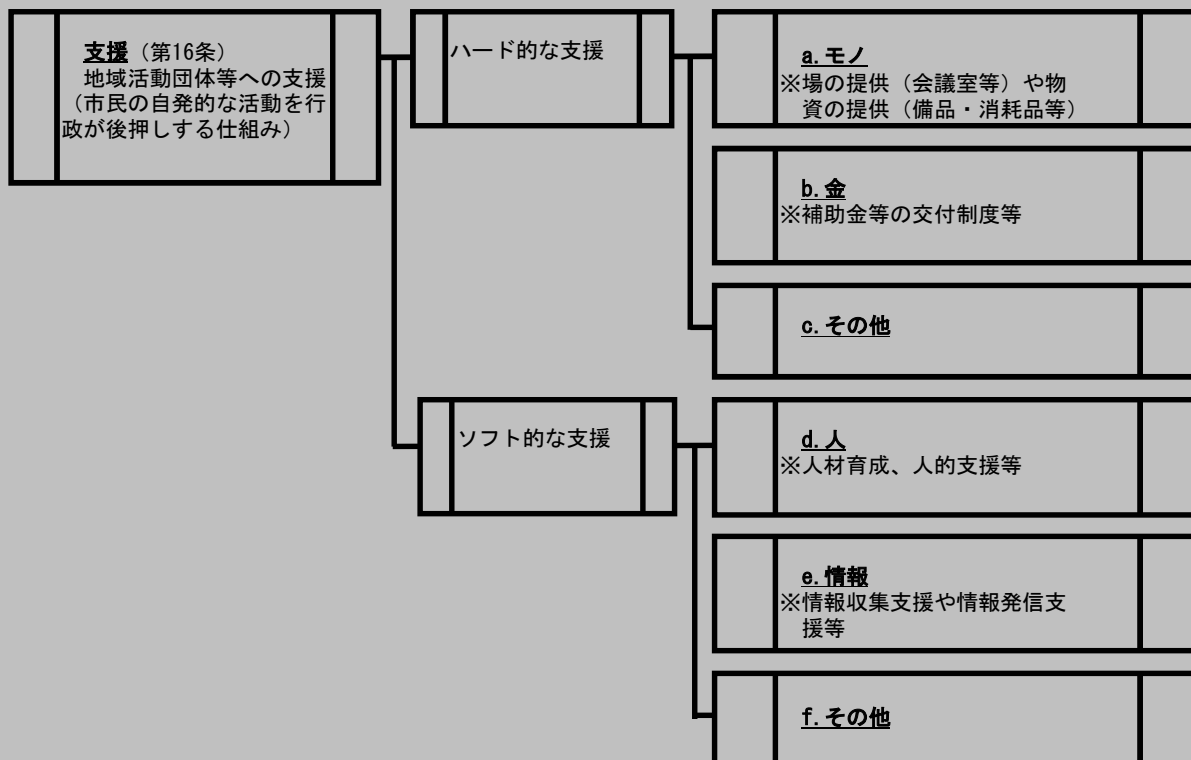 支援（第16条）
地域活動団体等への支援
（市民の自発的な活動を行
政が後押しする仕組み）
ハード的な支援
a.モノ
※場の提供（会議室等）や物
資の提供（備品・消耗品等）
b.金
※補助金等の交付制度等
c.その他
ソフト的な支援
d.人
※人材育成、人的支援等
e.情報
※情報収集支援や情報発信支
援等
f.その他